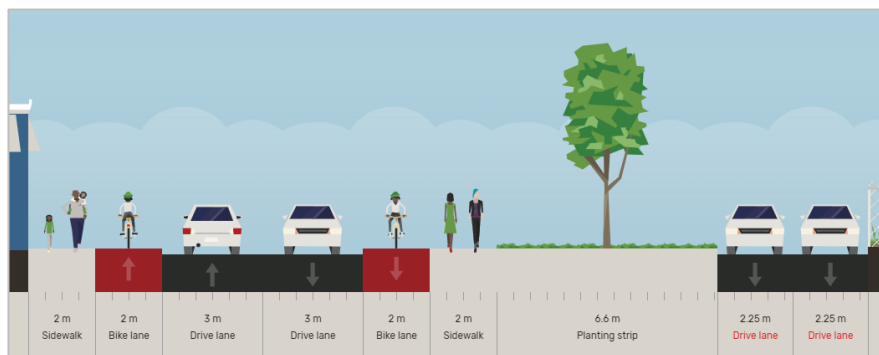 2 m
Sidewalk
2 m
Bike lane
3 m
Drive lane
3 m
Drive lane
2 m
Bike lane
2 m
Sidewalk
6.6 m
Planting strip
2.25 m
Drive lane
2.25 m
Drive lane